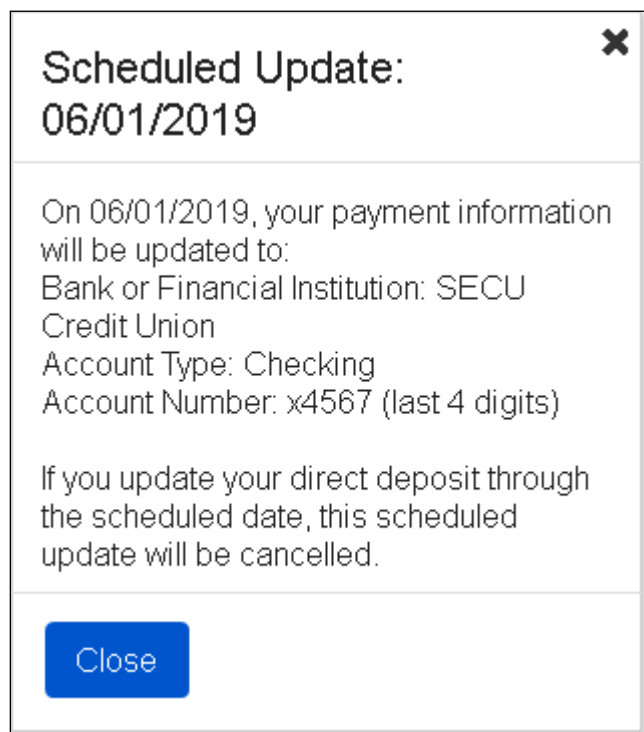 Scheduled Update:
06/01/2019
On 06/01/2019, your payment information
will be updated to:
Bank or Financial Institution: SECU
Credit Union
Account Type: Checking
Account Number: x4567 (last 4 digits)
If you update your direct deposit through
the scheduled date, this scheduled
update will be cancelled.
Close